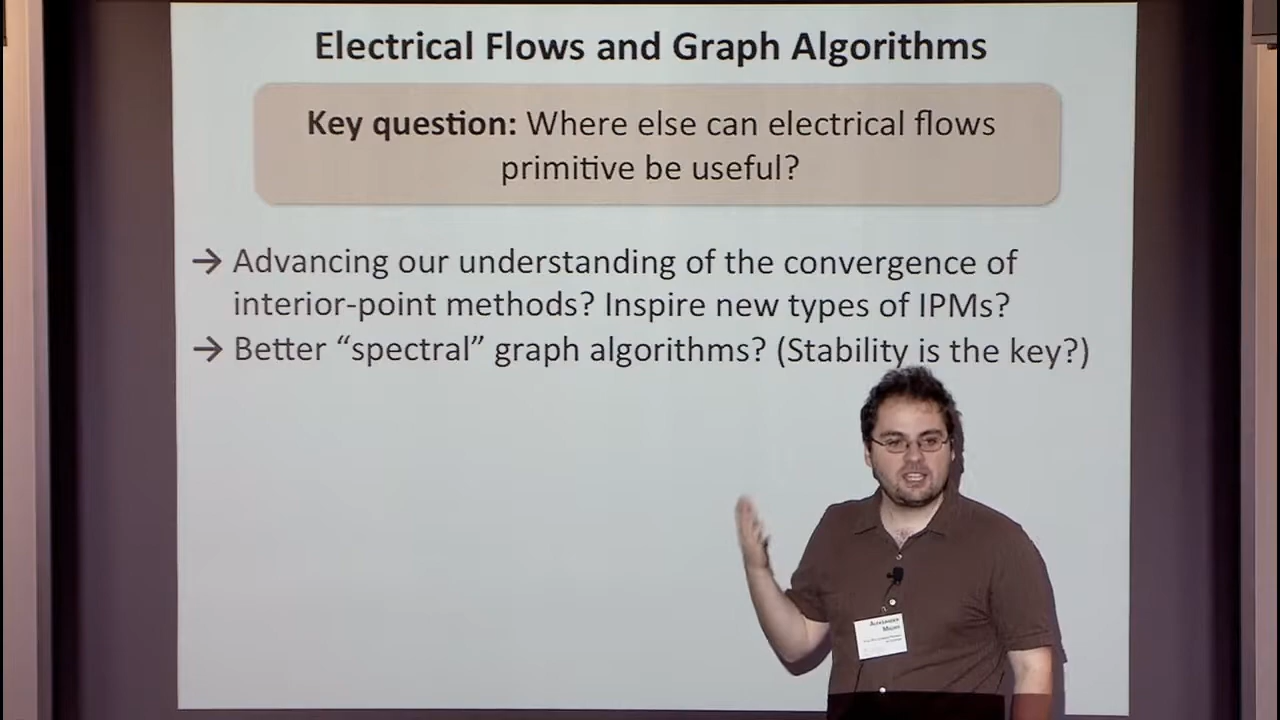 Electrical Flows and Graph Algorithms
Key question: Where else can electrical flows
primitive be useful?
→ Advancing our understanding of the convergence of
interior-point methods? Inspire new types of IPMs?
→ Better “spectral” graph algorithms? (Stability is the key?)
ALEKSANDER